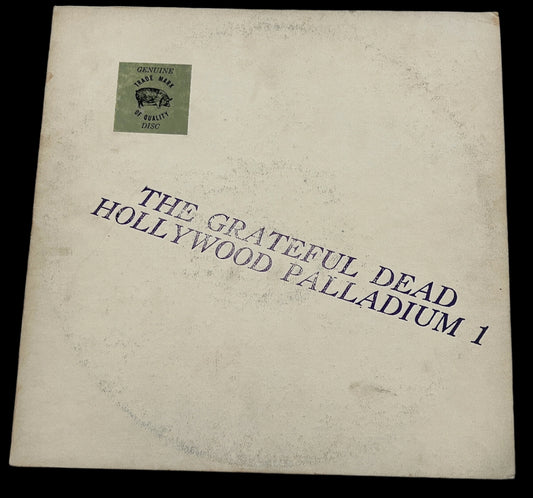 GENUINE
TRADE MARK
OF QUALITY
DISC
THE GRATEFUL DEAD
HOLLYWOOD PALLADIUM 1